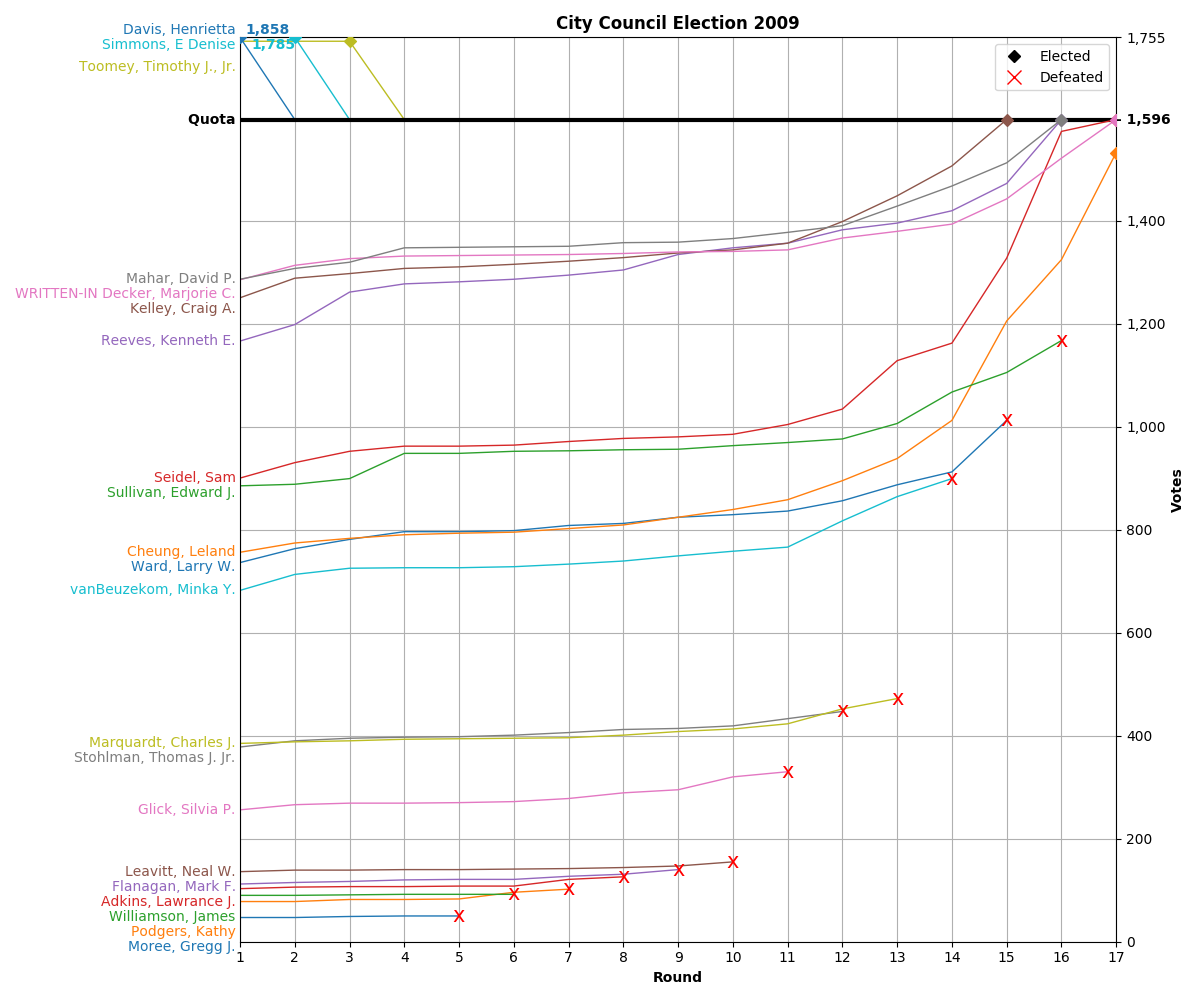 City Council Election 2009
Davis, Henrietta 1,858
Simmons, E Denise 1,785
Toomey, Timothy J., Jr.
Quota
Mahar, David P.
WRITTEN-IN Decker, Marjorie C.
Kelley, Craig A.
Reeves, Kenneth E.
Seidel, Sam
Sullivan, Edward J.
Cheung, Leland
Ward, Larry W.
vanBeuzekom, Minka Y.
Marquardt, Charles J.
Stohlman, Thomas J. Jr.
Glick, Silvia P.
Leavitt, Neal W.
Flanagan, Mark F.
Adkins, Lawrance J.
Williamson, James
Podgers, Kathy
Moree, Gregg J.
Elected
Defeated
1,755
1,596
1,400
1,200
1,000
800
600
400
200
0
Votes
1 2 3 4 5 6 7 8 9 10 11 12 13 14 15 16 17
Round